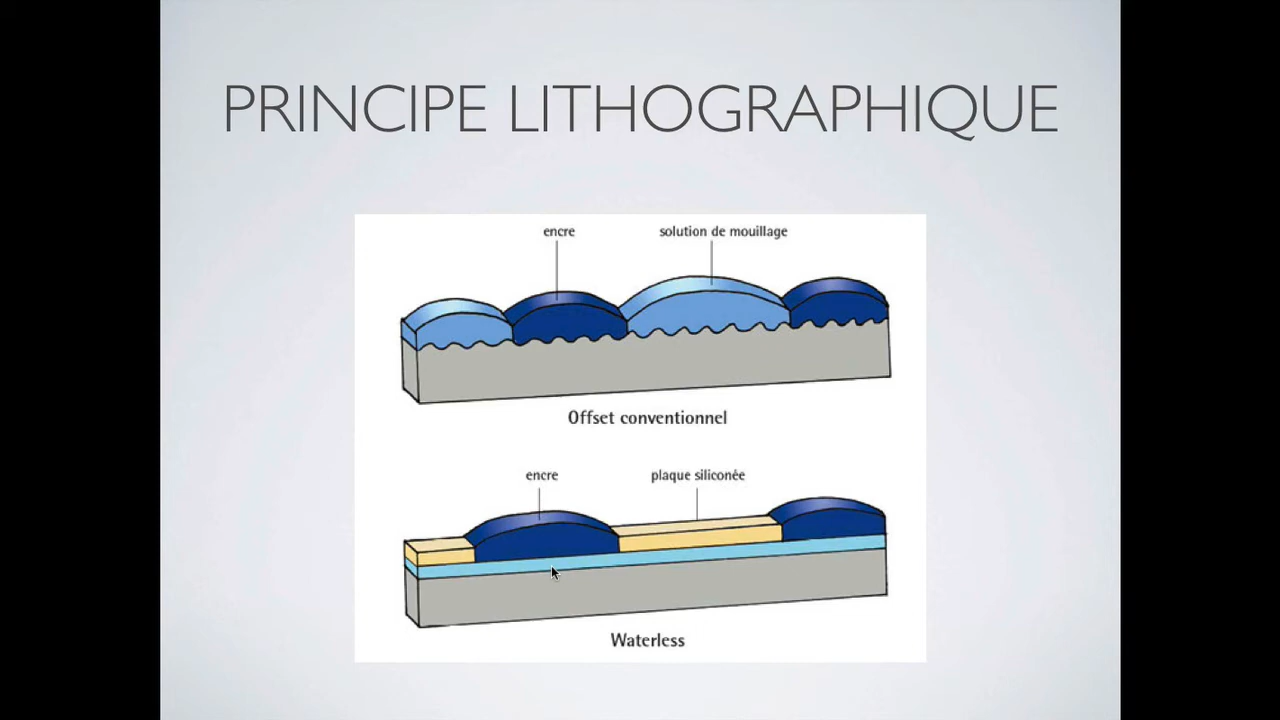 PRINCIPE LITHOGRAPHIQUE
encre
solution de mouillage
Offset conventionnel
encre
plaque siliconée
Waterless